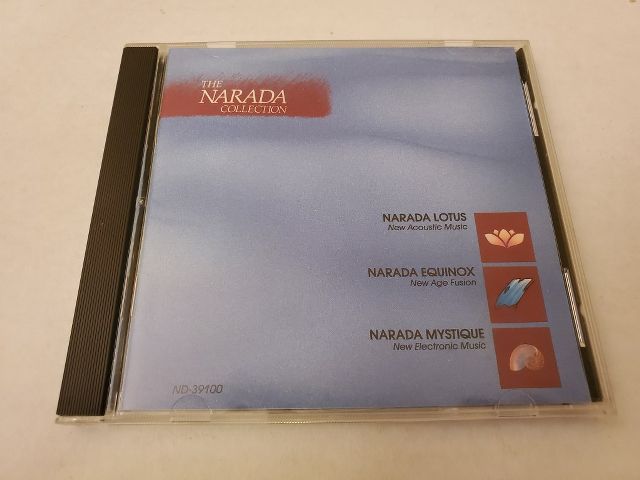 THE
NARADA
COLLECTION
NARADA LOTUS
New Acoustic Music
NARADA EQUINOX
New Age Fusion
NARADA MYSTIQUE
New Electronic Music
ND-39100